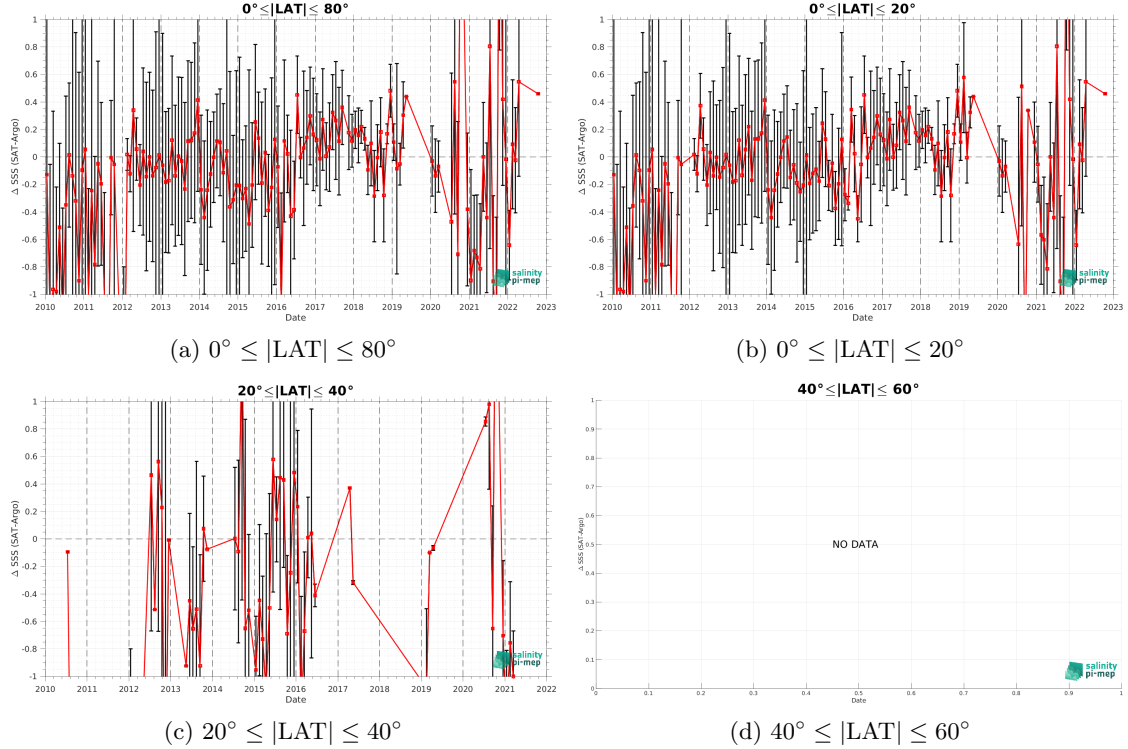 0°≤|LAT|≤ 80°
Δ SSS (SAT-Argo)
1
0.8
0.6
0.4
0.2
0
-0.2
-0.4
-0.6
-0.8
-1
2010 2011 2012 2013 2014 2015 2016 2017 2018 2019 2020 2021 2022 2023
Date
salinity
pi-mep
(a) 0° ≤ |LAT| ≤ 80°
0°≤|LAT|≤ 20°
Δ SSS (SAT-Argo)
1
0.8
0.6
0.4
0.2
0
-0.2
-0.4
-0.6
-0.8
-1
2010 2011 2012 2013 2014 2015 2016 2017 2018 2019 2020 2021 2022 2023
Date
salinity
pi-mep
(b) 0° ≤ |LAT| ≤ 20°
20°≤|LAT|≤ 40°
Δ SSS (SAT-Argo)
1
0.8
0.6
0.4
0.2
0
-0.2
-0.4
-0.6
-0.8
-1
2010 2011 2012 2013 2014 2015 2016 2017 2018 2019 2020 2021 2022
Date
salinity
pi-mep
(c) 20° ≤ |LAT| ≤ 40°
40°≤|LAT|≤ 60°
Δ SSS (SAT-Argo)
1
0.9
0.8
0.7
0.6
0.5
0.4
0.3
0.2
0.1
0
NO DATA
0 0.1 0.2 0.3 0.4 0.5 0.6 0.7 0.8 0.9 1
Date
salinity
pi-mep
(d) 40° ≤ |LAT| ≤ 60°